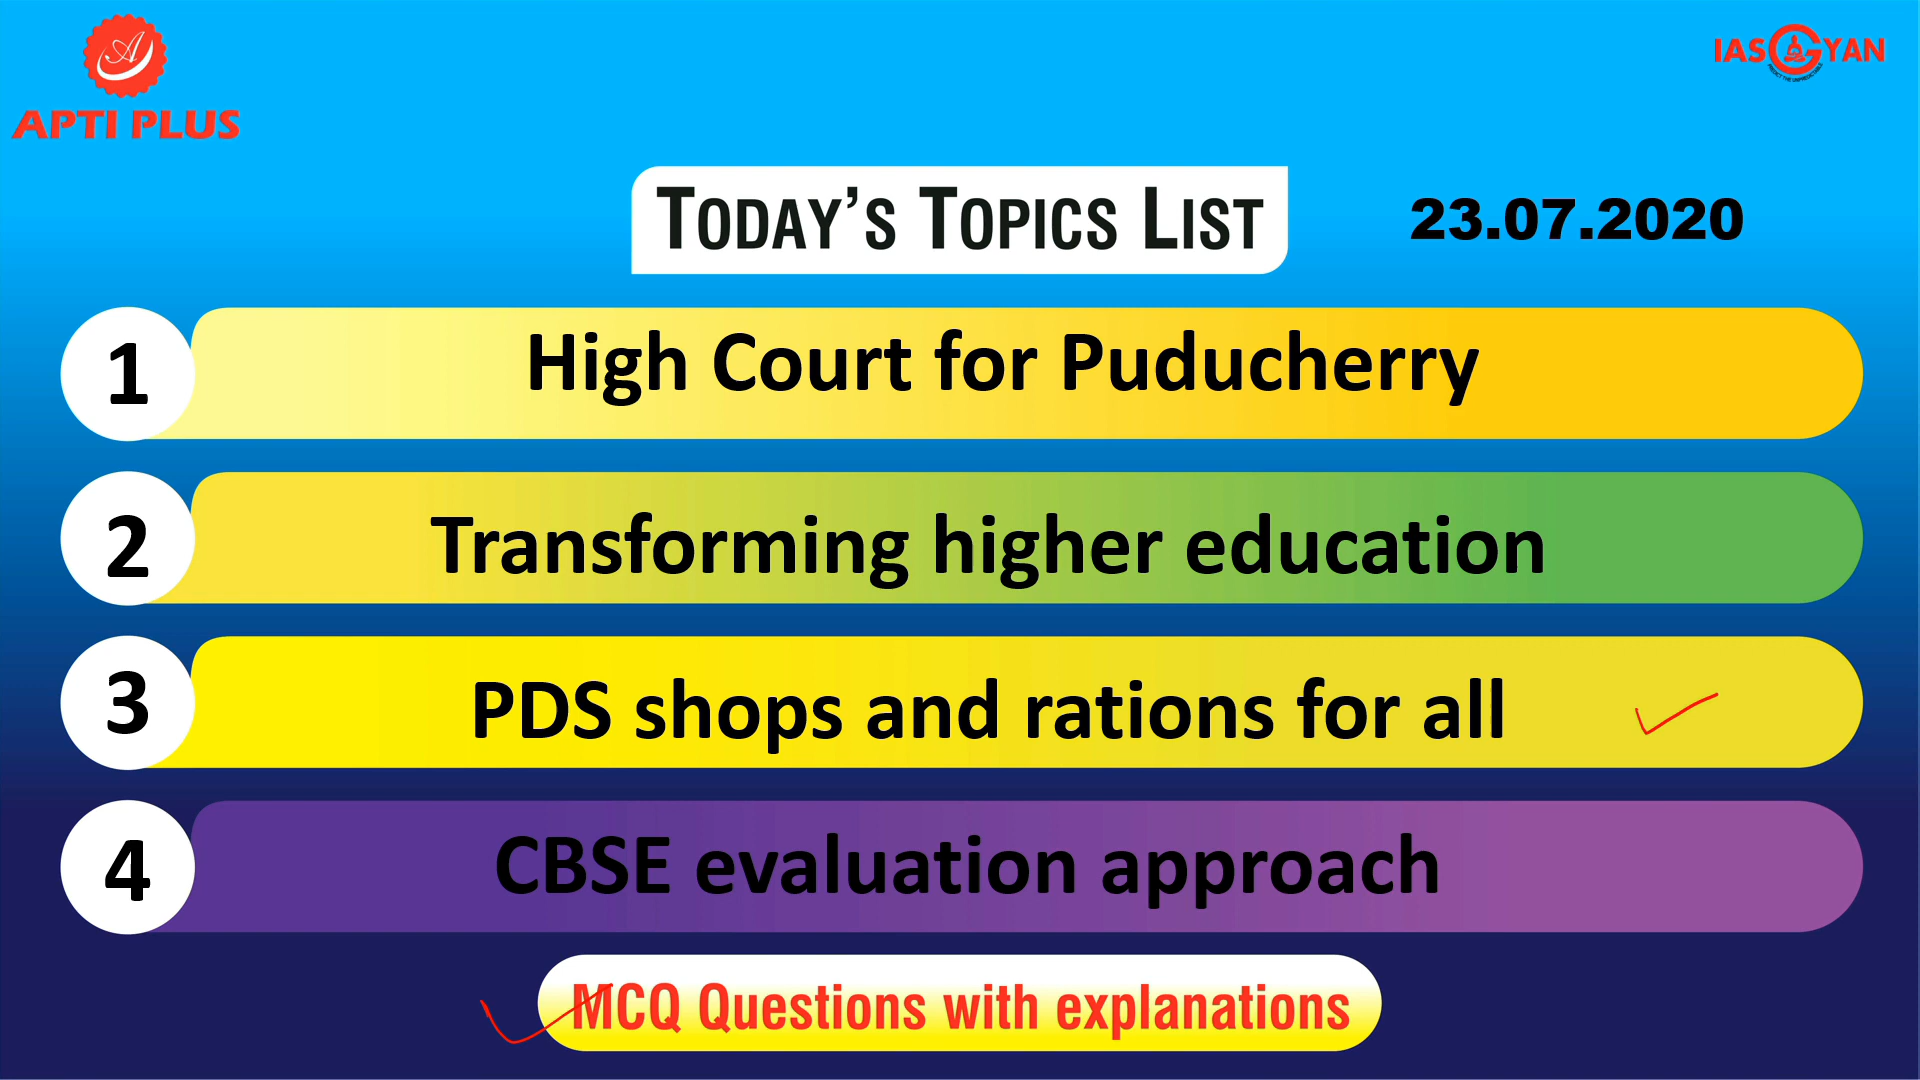 APTI PLUS
IASGYAN
TODAY'S TOPICS LIST
23.07.2020
1
High Court for Puducherry
2
Transforming higher education
3
PDS shops and rations for all
4
CBSE evaluation approach
MCQ Questions with explanations